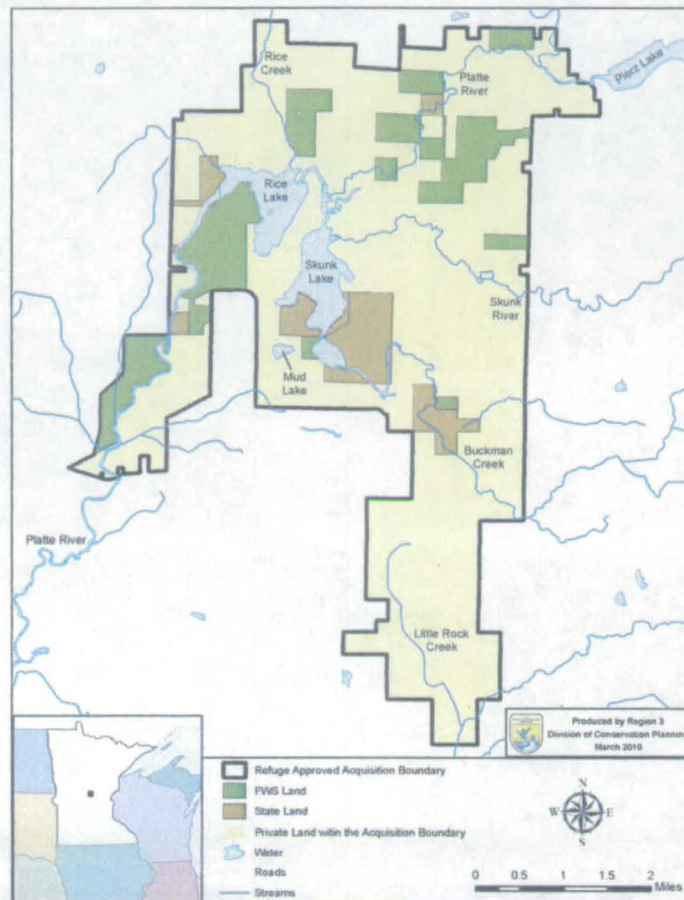 Rice
Creek
Platte
River
Pierz Lake
Rice
Lake
Skunk
Lake
Skunk
River
Mud
Lake
Buckman
Creek
Platte River
Little Rock
Creek
Produced by Region 3
Division of Conservation Planning
March 2010
Refuge Approved Acquisition Boundary
FWS Land
State Land
Private Land witin the Acquisition Boundary
Water
Roads
Streams
N
W
E
S
0 0.5 1 1.5 2
Miles